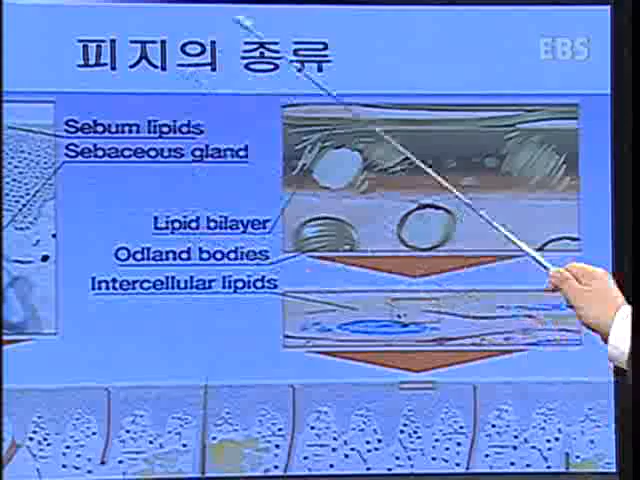 피지의 종류
EBS
Sebum lipids
Sebaceous gland
Lipid bilayer
Odland bodies
Intercellular lipids